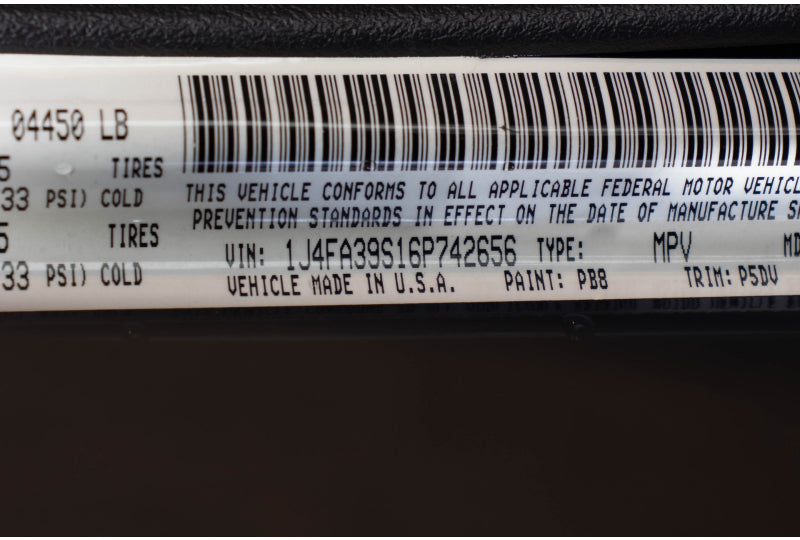 04450 LB
5 TIRES
33 PSI) COLD
5 TIRES
33 PSI) COLD
THIS VEHICLE CONFORMS TO ALL APPLICABLE FEDERAL MOTOR VEHICL
PREVENTION STANDARDS IN EFFECT ON THE DATE OF MANUFACTURE S
VIN: 1J4FA39S16P742656 TYPE: MPV MD
VEHICLE MADE IN U.S.A. PAINT: PB8 TRIM: P5DV